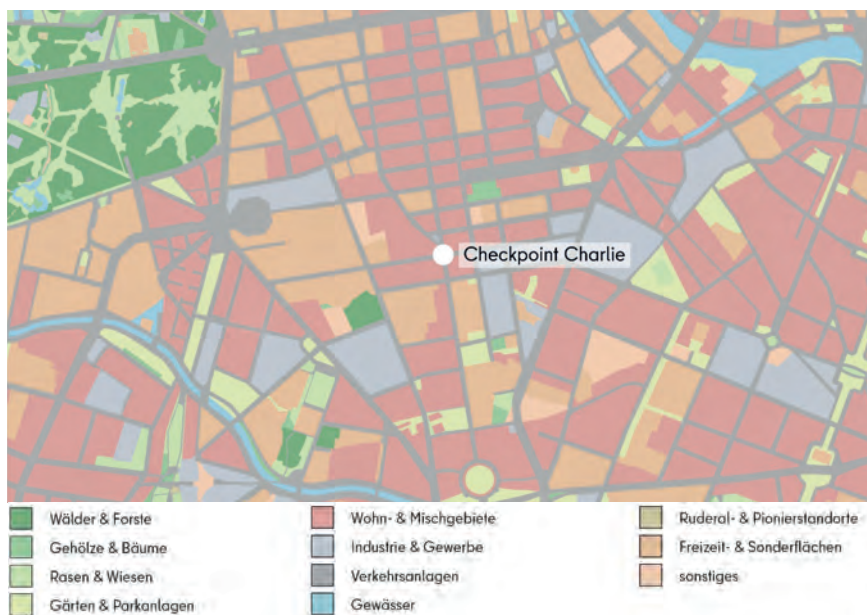 Checkpoint Charlie
Wälder & Forste
Gehölze & Bäume
Rasen & Wiesen
Gärten & Parkanlagen
Wohn- & Mischgebiete
Industrie & Gewerbe
Verkehrsanlagen
Gewässer
Ruderal- & Pionierstandorte
Freizeit- & Sonderflächen
sonstiges